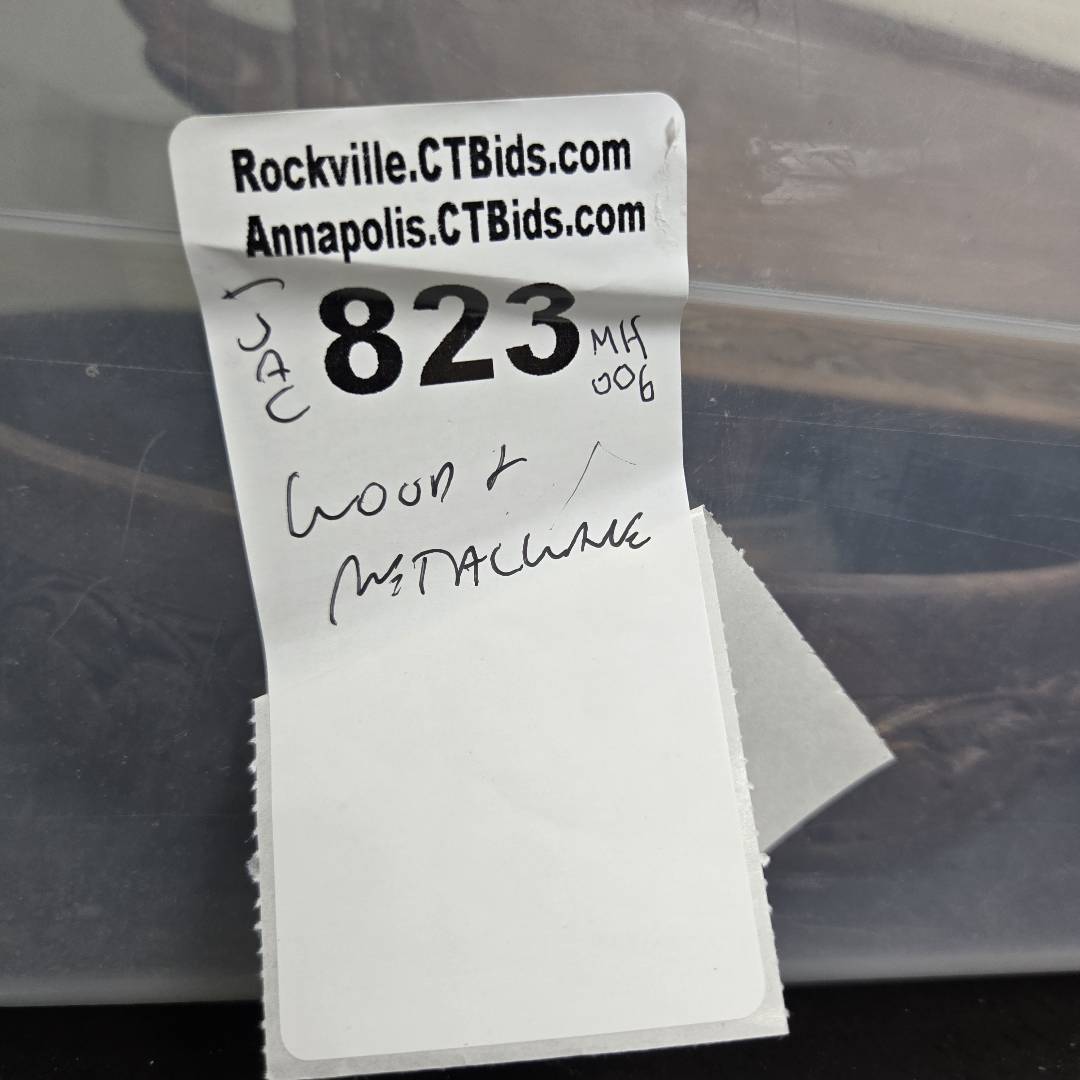 Rockville.CTBids.com
Annapolis.CTBids.com
823
MH
006
WOOD &
METALWARE